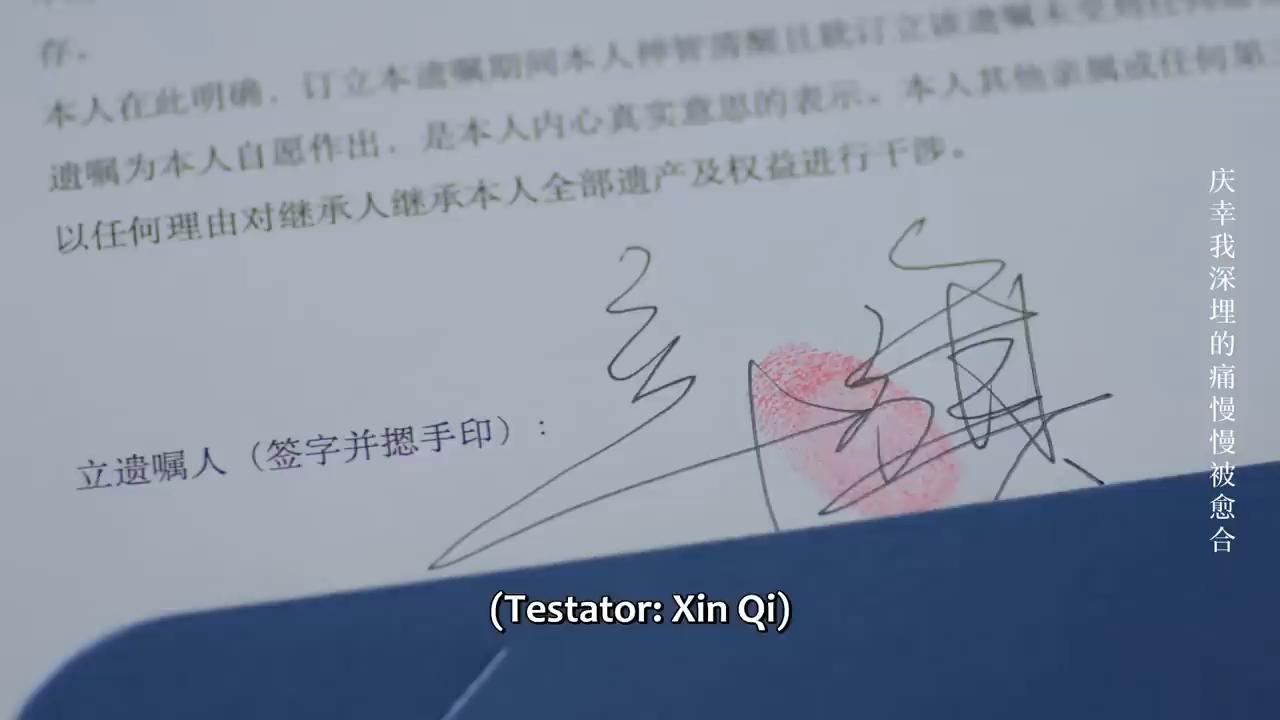 存。
本人在此明确，订立本遗嘱期间本人神智清醒且就订立该遗嘱未受到任何
遗嘱为本人自愿作出，是本人内心真实意思的表示。本人其他亲属或任何第
以任何理由对继承人继承本人全部遗产及权益进行干涉。
立遗嘱人（签字并摁手印）：
庆幸我深埋的痛慢慢被愈合
(Testator: Xin Qi)